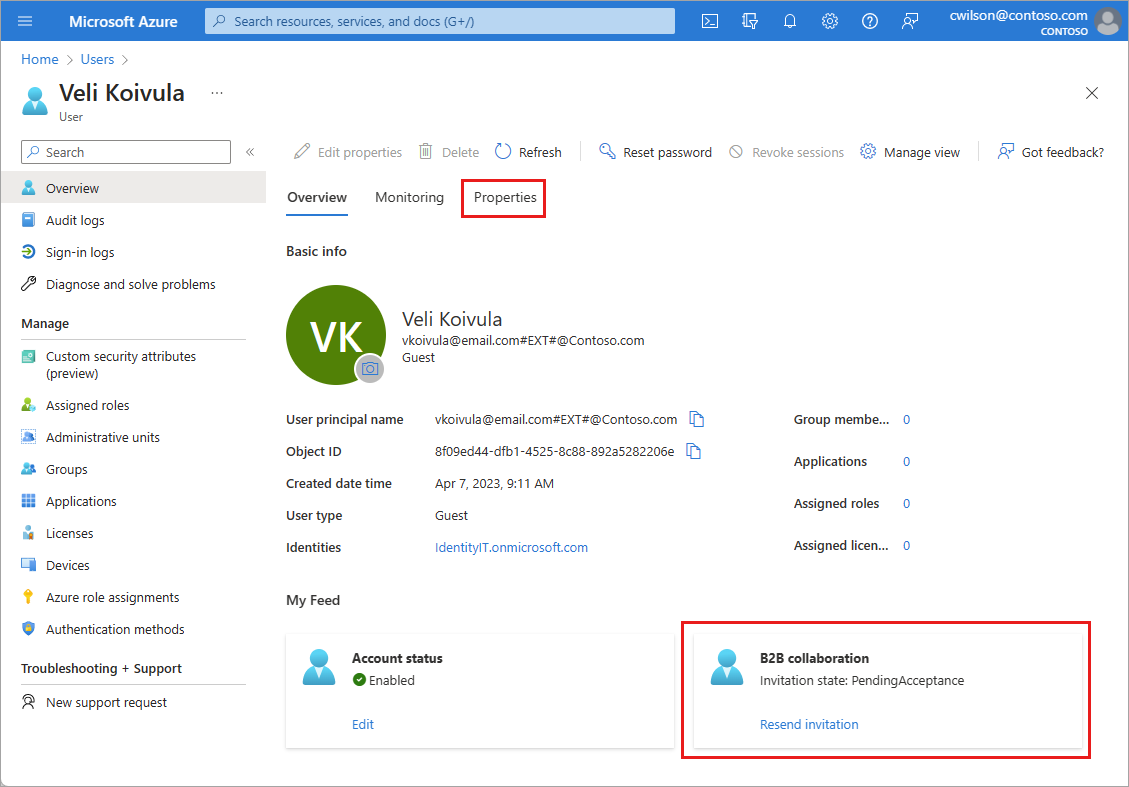 Microsoft Azure
Search resources, services, and docs (G+/)
cwilson@contoso.com
CONTOSO
Home > Users >
Veli Koivula ...
User
Search
«
Edit properties
Delete
Refresh
Reset password
Revoke sessions
Manage view
Got feedback?
Overview
Audit logs
Sign-in logs
Diagnose and solve problems
Manage
Custom security attributes
(preview)
Assigned roles
Administrative units
Groups
Applications
Licenses
Devices
Azure role assignments
Authentication methods
Troubleshooting + Support
New support request
Overview
Monitoring
Properties
Basic info
VK
Veli Koivula
vkoivula@email.com#EXT#@Contoso.com
Guest
User principal name vkoivula@email.com#EXT#@Contoso.com
Object ID 8f09ed44-dfb1-4525-8c88-892a5282206e
Created date time Apr 7, 2023, 9:11 AM
User type Guest
Identities IdentityIT.onmicrosoft.com
Group membe... 0
Applications 0
Assigned roles 0
Assigned licen... 0
My Feed
Account status
Enabled
Edit
B2B collaboration
Invitation state: PendingAcceptance
Resend invitation